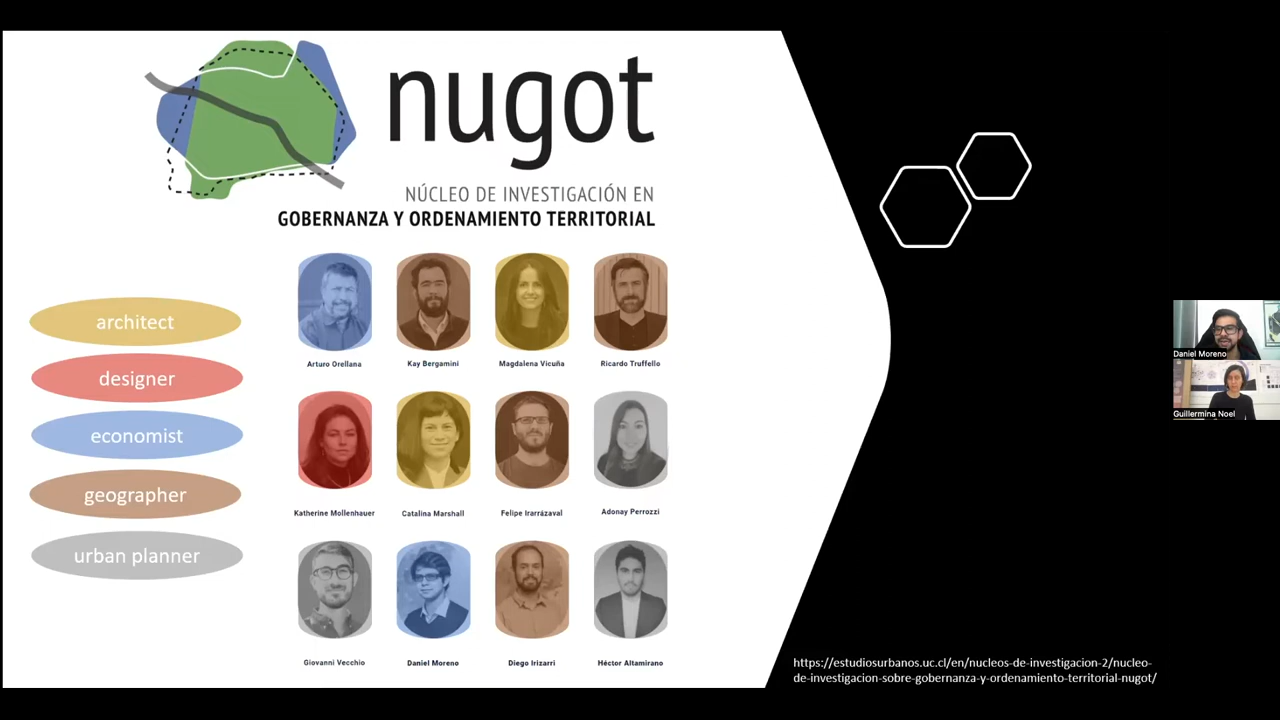 nugot
NÚCLEO DE INVESTIGACIÓN EN
GOBERNANZA Y ORDENAMIENTO TERRITORIAL
architect
designer
economist
geographer
urban planner
Arturo Orellana
Kay Bergamini
Magdalena Vicuña
Ricardo Truffello
Katherine Mollenhauer
Catalina Marshall
Felipe Irarrázaval
Adonay Perrozzi
Giovanni Vecchio
Daniel Moreno
Diego Irizarri
Héctor Altamirano
Daniel Moreno
Guillermina Noel
https://estudiosurbanos.uc.cl/en/nucleos-de-investigacion-2/nucleo-
de-investigacion-sobre-gobernanza-y-ordenamiento-territorial-nugot/